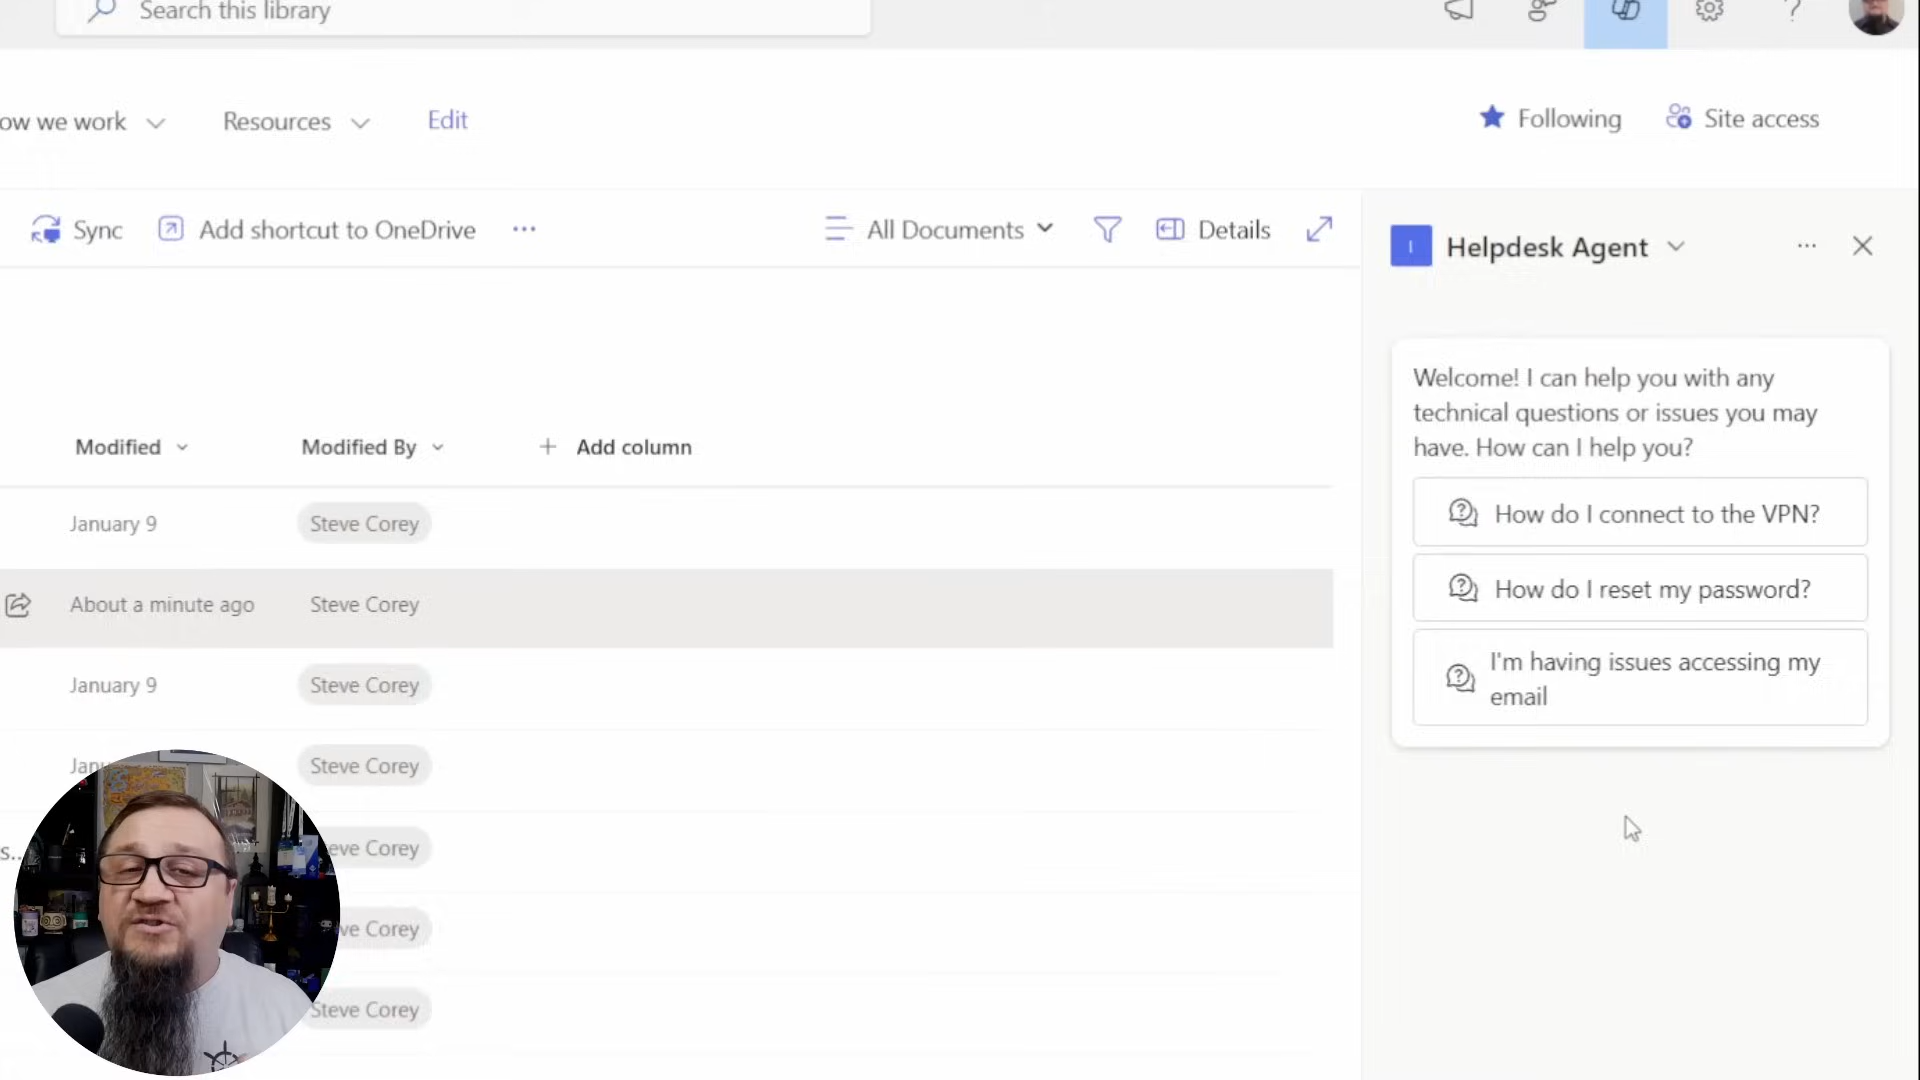 Search this library
ow we work
Resources
Edit
Following
Site access
Sync
Add shortcut to OneDrive
All Documents
Details
Helpdesk Agent
Welcome! I can help you with any
technical questions or issues you may
have. How can I help you?
How do I connect to the VPN?
How do I reset my password?
I'm having issues accessing my
email
Modified
Modified By
Add column
January 9
Steve Corey
About a minute ago
Steve Corey
January 9
Steve Corey
Janu
Steve Corey
s...
eve Corey
ve Corey
Steve Corey